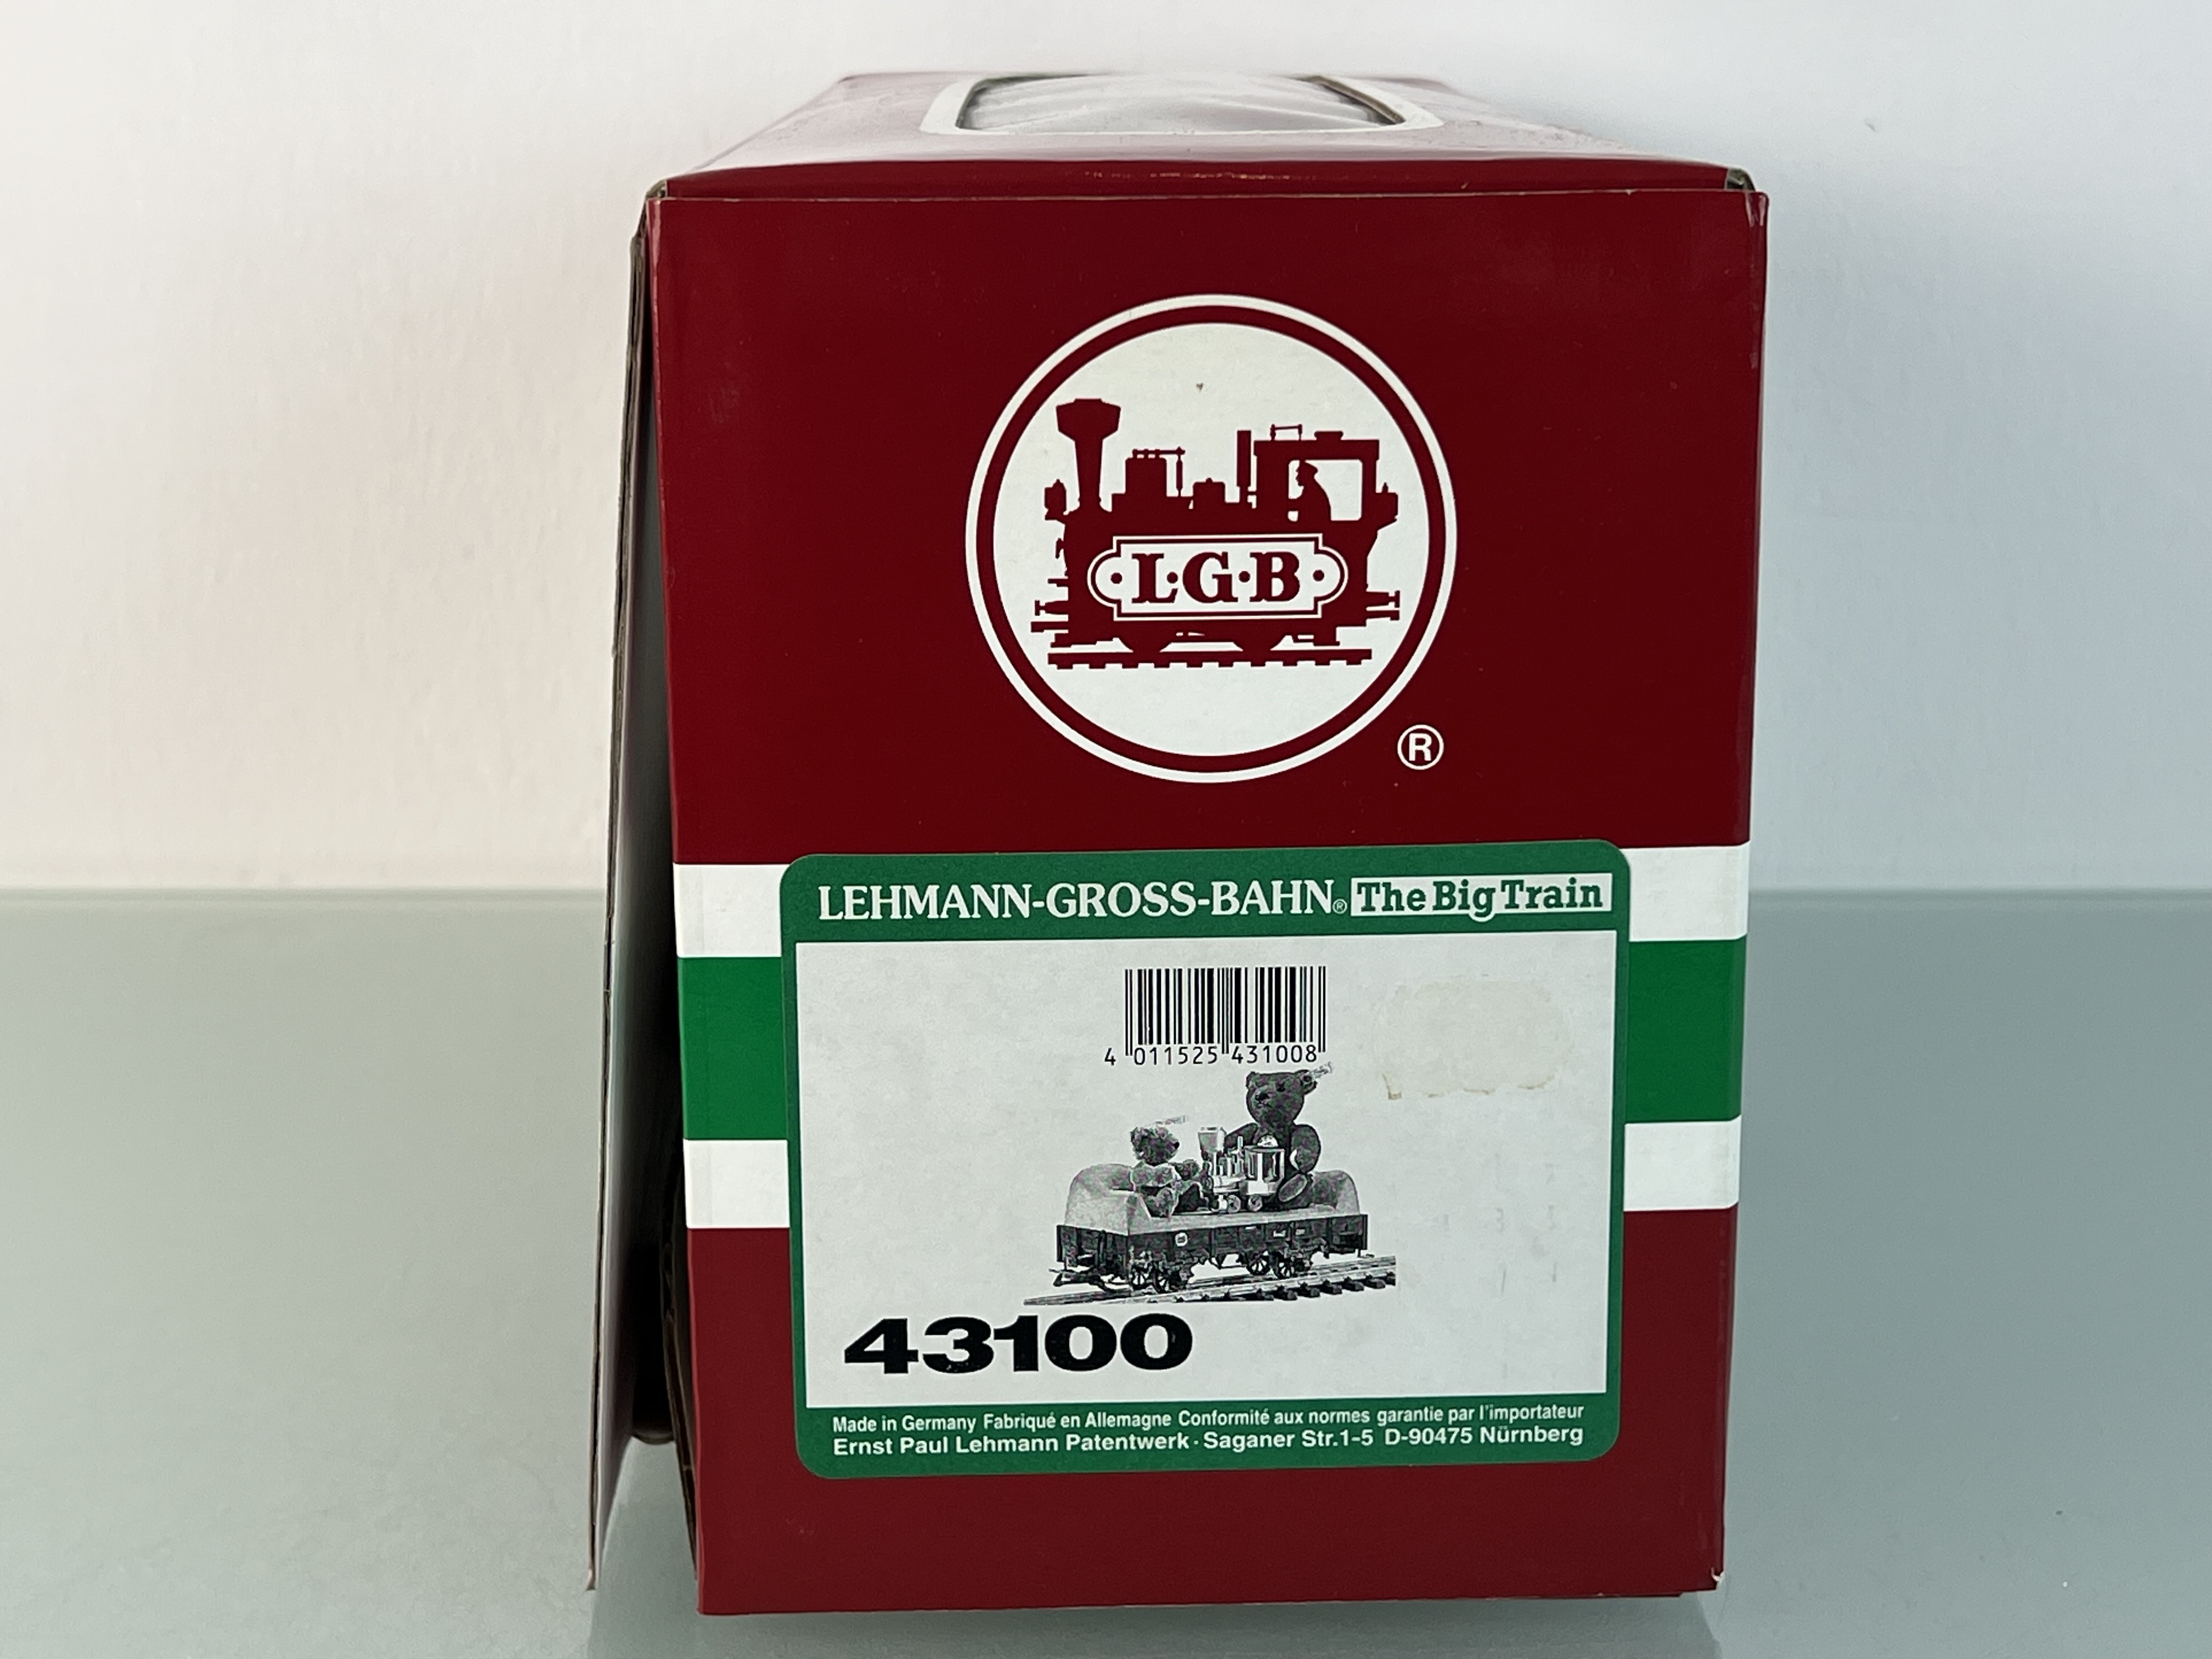 L·G·B
®
LEHMANN-GROSS-BAHN® The Big Train
4 011525 431008
43100
Made in Germany Fabriqué en Allemagne Conformité aux normes garantie par l'importateur
Ernst Paul Lehmann Patentwerk · Saganer Str.1-5 D-90475 Nürnberg